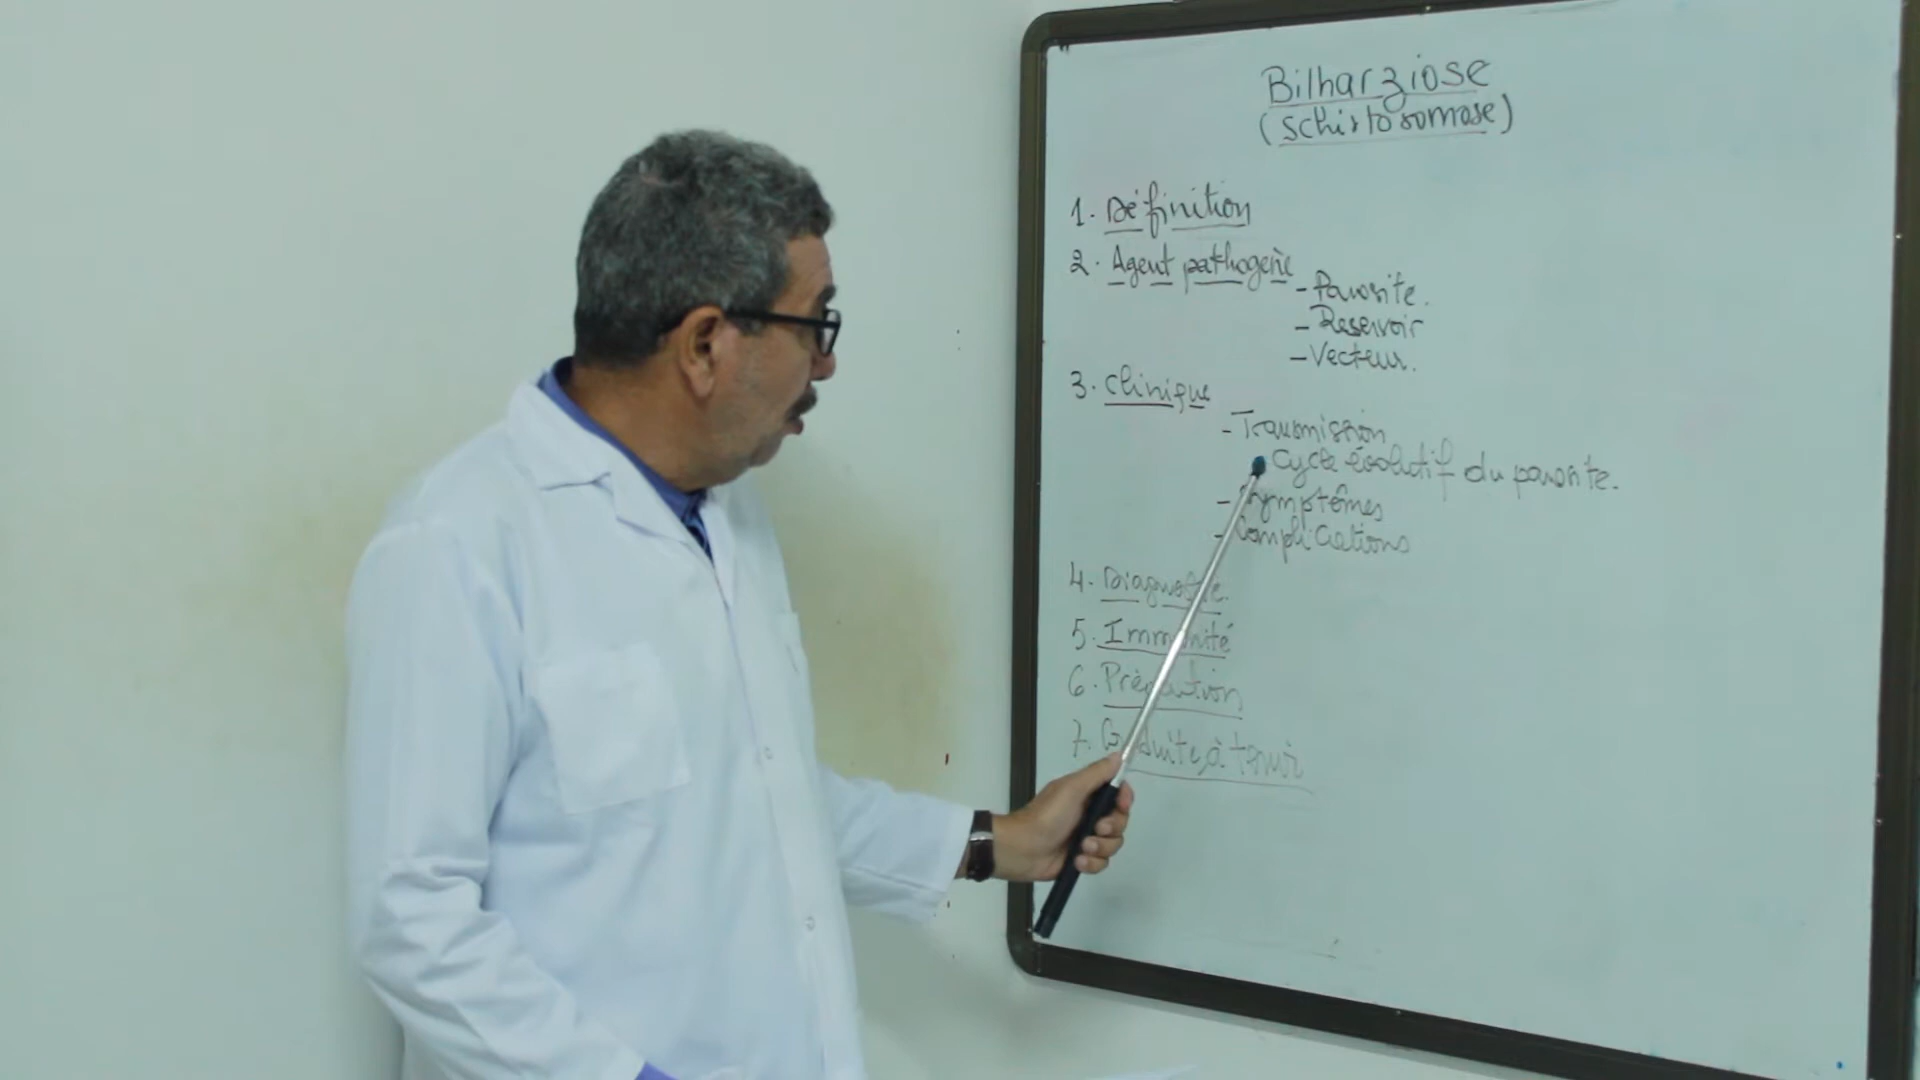 Bilharziose
(schistosomose)
1. Définition
2. Agent pathogène
- Parasite.
- Reservoir
- Vecteur.
3. Clinique
- Transmission
Cycle évolutif du parasite.
- Symptômes
- Complications
4. Diagnostic.
5. Immunité
6. Prévention
7. Conduite à tenir